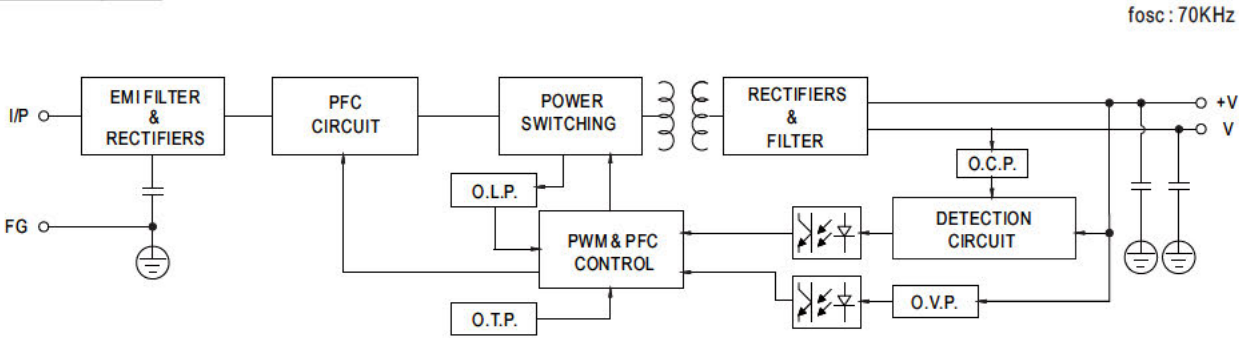 fosc : 70KHz
I/P
EMI FILTER
&
RECTIFIERS
PFC
CIRCUIT
POWER
SWITCHING
RECTIFIERS
&
FILTER
+V
V
O.C.P.
O.L.P.
FG
PWM & PFC
CONTROL
DETECTION
CIRCUIT
O.T.P.
O.V.P.